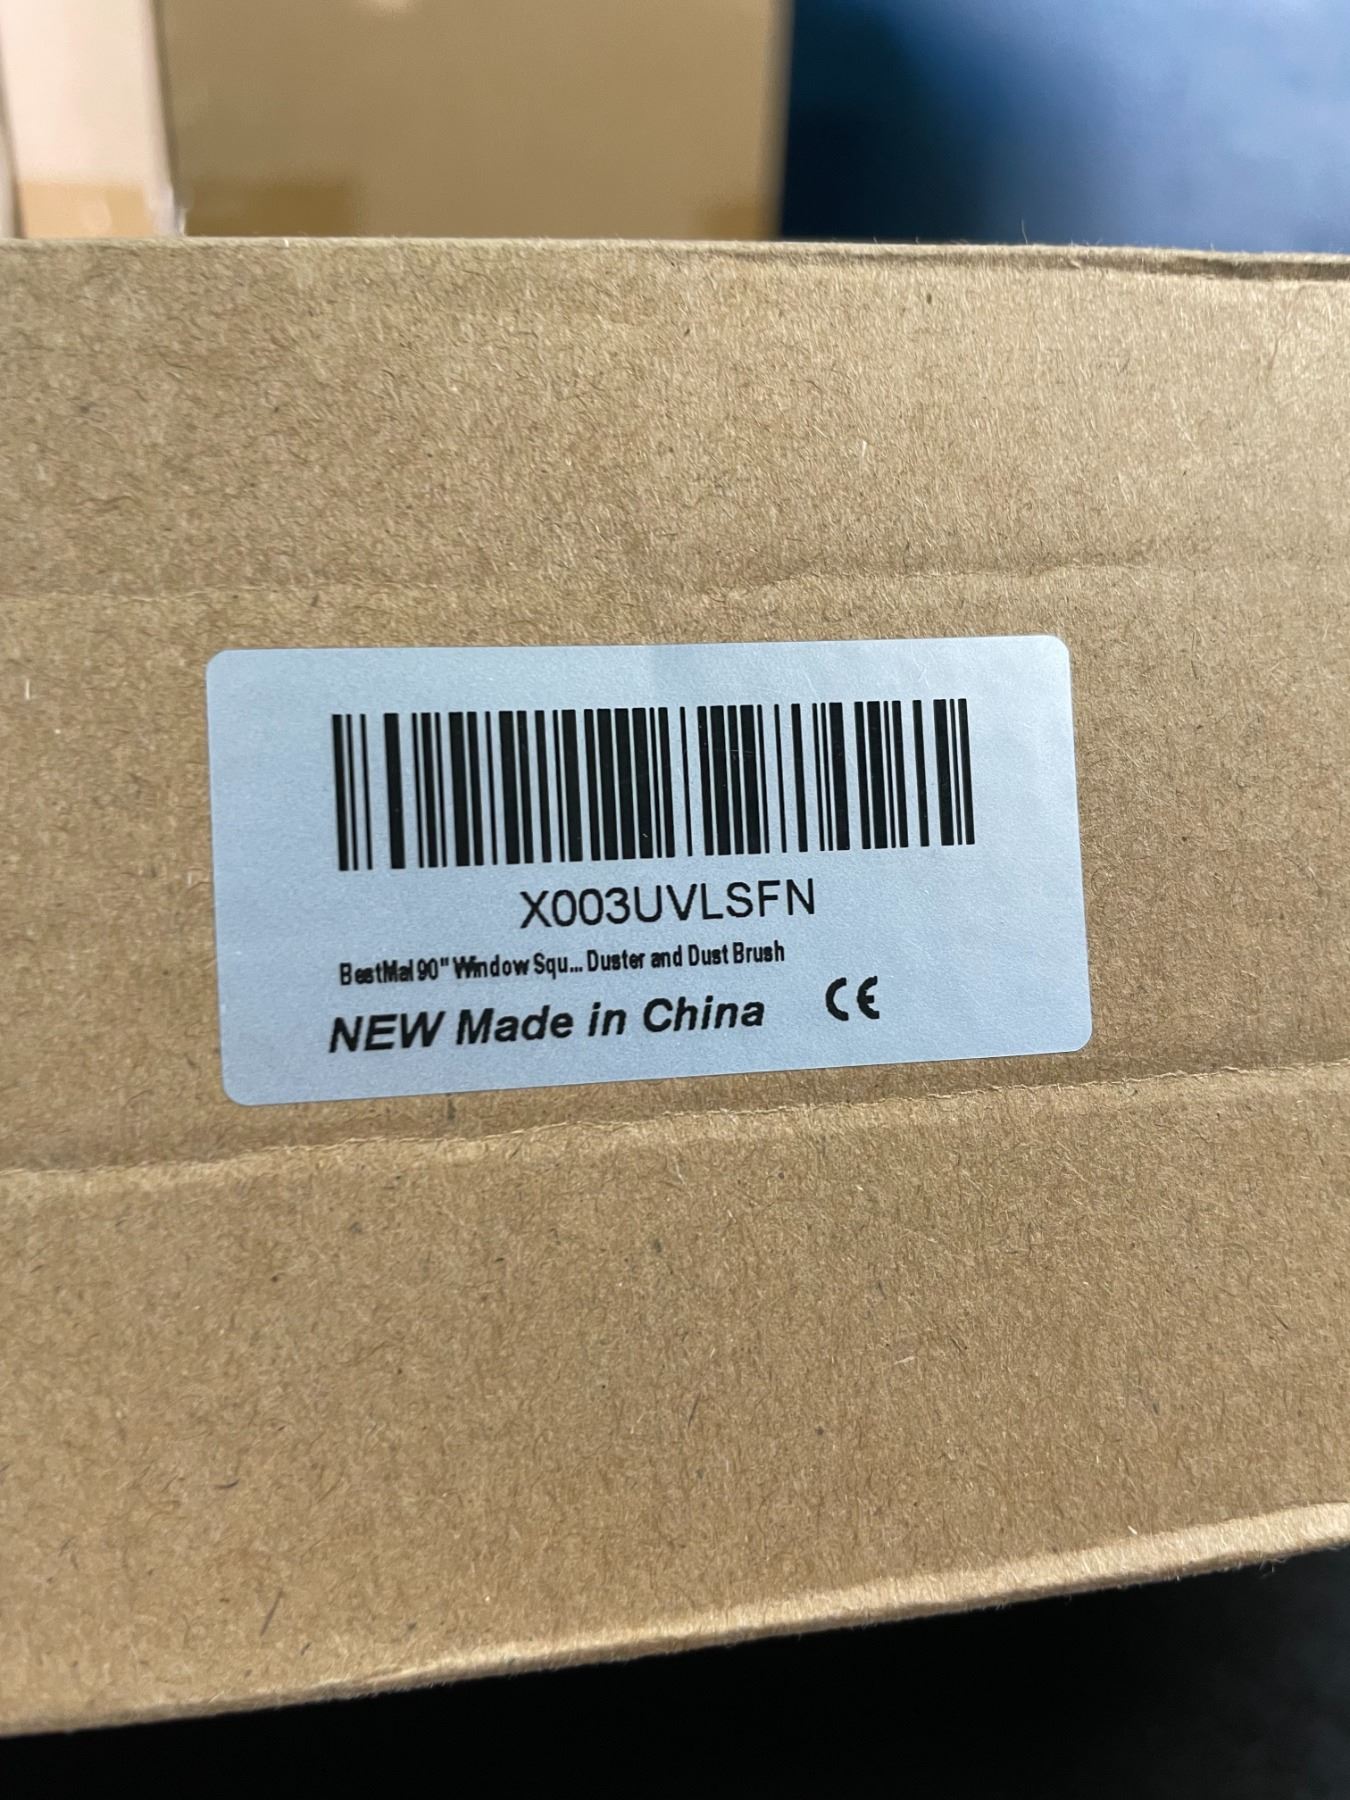 X003UVLSFN
BestMal 90" Window Squ... Duster and Dust Brush
NEW Made in China CE